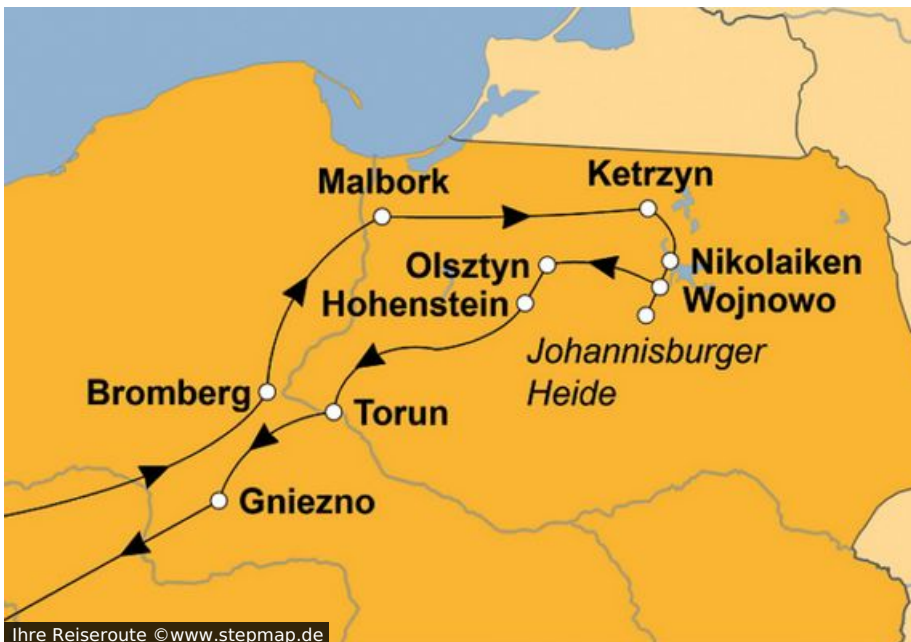 Malbork
Ketrzyn
Olsztyn
Nikolaiken
Hohenstein
Wojnowo
Johannisburger
Heide
Bromberg
Torun
Gniezno
Ihre Reiseroute ©www.stepmap.de